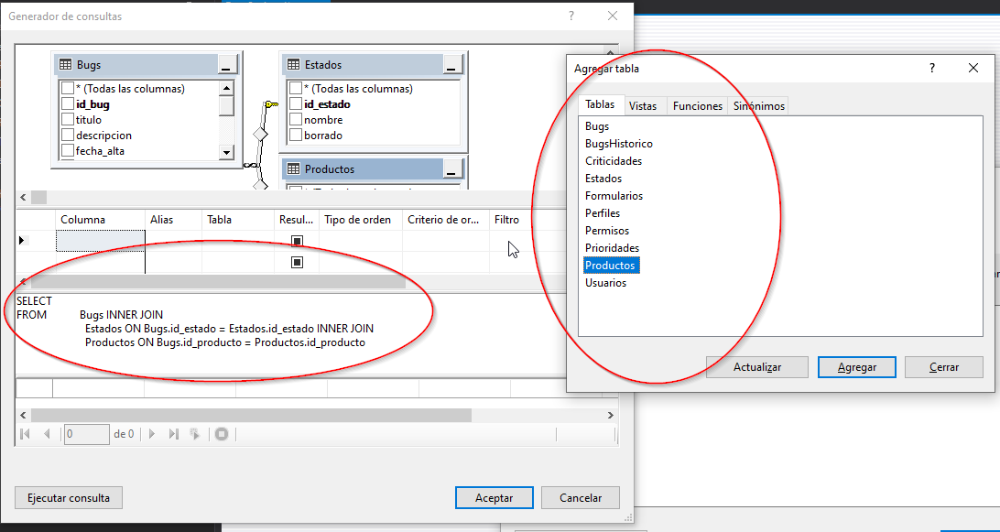 Generador de consultas
?
Bugs
* (Todas las columnas)
id_bug
titulo
descripcion
fecha_alta
Estados
* (Todas las columnas)
id_estado
nombre
borrado
Productos
Columna Alias Tabla Resul... Tipo de orden Criterio de or... Filtro
SELECT
FROM Bugs INNER JOIN
Estados ON Bugs.id_estado = Estados.id_estado INNER JOIN
Productos ON Bugs.id_producto = Productos.id_producto
0 de 0
Ejecutar consulta Aceptar Cancelar
Agregar tabla
?
Tablas Vistas Funciones Sinónimos
Bugs
BugsHistorico
Criticidades
Estados
Formularios
Perfiles
Permisos
Prioridades
Productos
Usuarios
Actualizar Agregar Cerrar